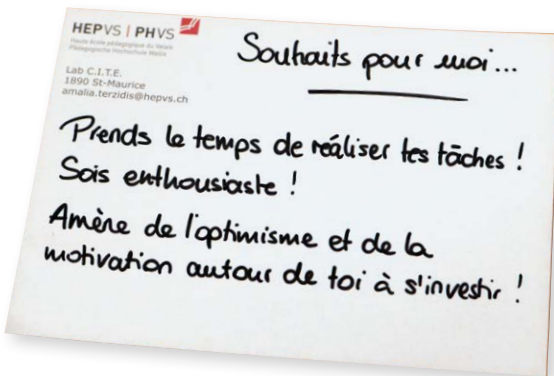 HEPVS | PHVS
Haute école pédagogique du Valais
Pädagogische Hochschule Wallis
Lab C.I.T.E.
1890 St-Maurice
amalia.terzidis@hepvs.ch
Souhaits pour moi...
Prends le temps de réaliser tes tâches !
Sois enthousiaste !
Amène de l'optimisme et de la
motivation autour de toi à s'investir !